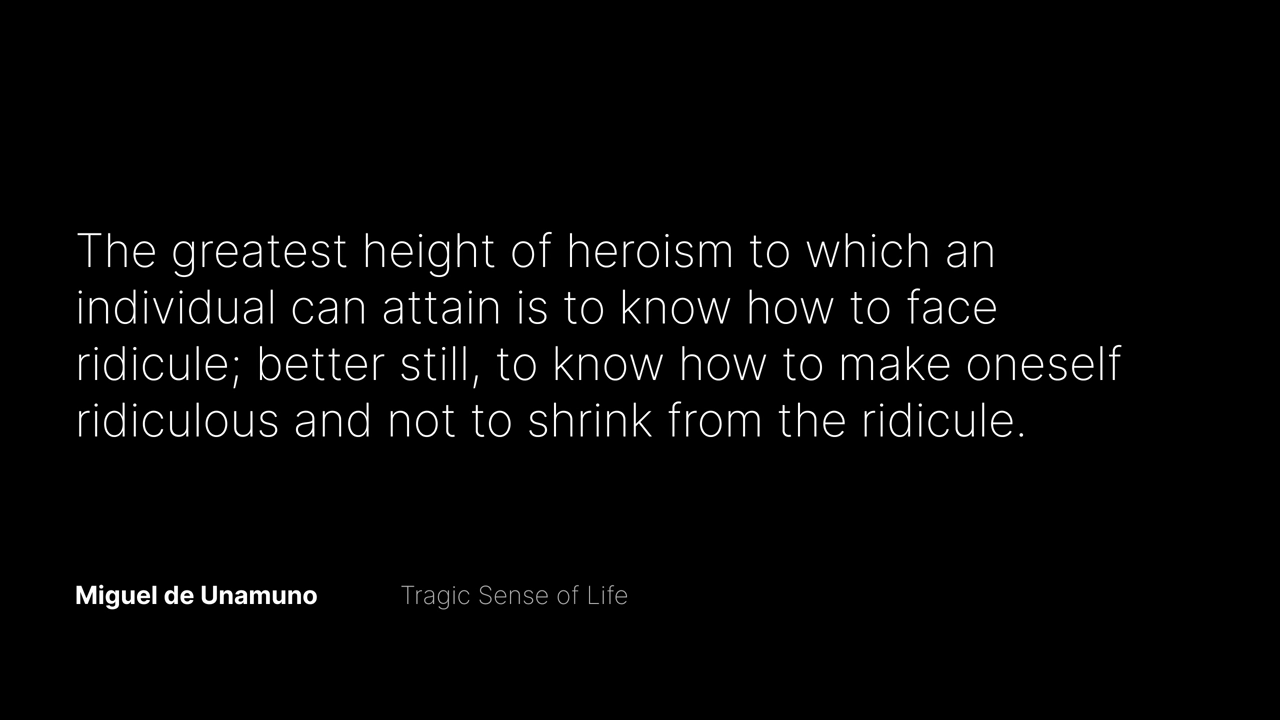 The greatest height of heroism to which an
individual can attain is to know how to face
ridicule; better still, to know how to make oneself
ridiculous and not to shrink from the ridicule.
Miguel de Unamuno Tragic Sense of Life